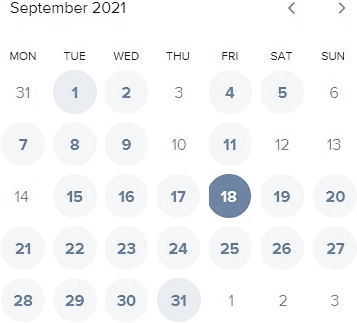 September 2021
MON TUE WED THU FRI SAT SUN
31 1 2 3 4 5 6
7 8 9 10 11 12 13
14 15 16 17 18 19 20
21 22 23 24 25 26 27
28 29 30 31 1 2 3